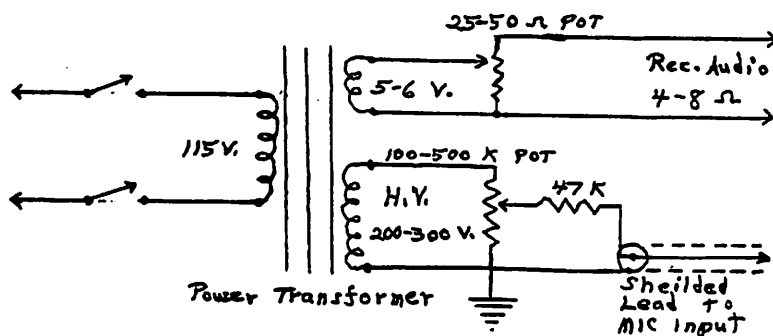 25-50 Ω POT
Rec. Audio
5-6 V.
4-8 Ω
115 V.
100-500 K POT
47 K
H.V.
200-300 V.
Power Transformer
Sheilded
Lead to
MIC Input